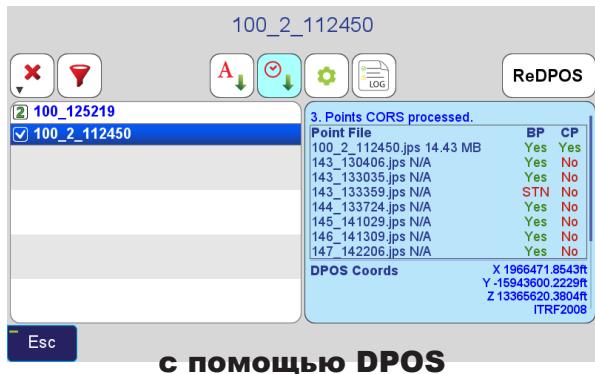 100_2_112450
A
LOG
ReDPOS
2 100_125219
100_2_112450
3. Points CORS processed.
Point File BP CP
100_2_112450.jps 14.43 MB Yes Yes
143_130406.jps N/A Yes No
143_133035.jps N/A Yes No
143_133359.jps N/A STN No
144_133724.jps N/A Yes No
145_141029.jps N/A Yes No
146_141309.jps N/A Yes No
147_142206.jps N/A Yes No
DPOS Coords X 1966471.8543ft
Y -15943600.2229ft
Z 13365620.3804ft
ITRF2008
Esc
с помощью DPOS